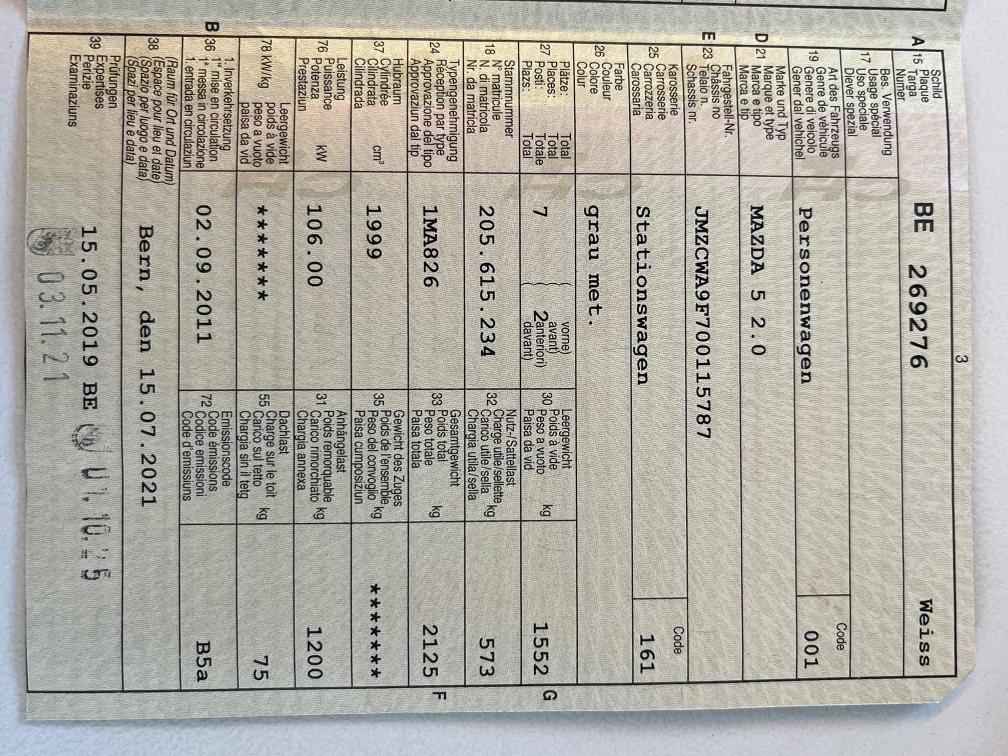 3
A 15 Schild
Plaque
Targa
Numer
BE 269276 Weiss
17 Bes. Verwendung
Usage spécial
Uso speciale
Diever spezial
19 Art des Fahrzeugs
Genre de véhicule
Genere di veicolo
Gener dal vehichel
Personenwagen
Code
001
D 21 Marke und Typ
Marque et type
Marca e tipo
Marca e tip
MAZDA 5 2.0
E 23 Fahrgestell-Nr.
Châssis no
Telaio n.
Schassis nr.
JMZCWA9F700115787
25 Karosserie
Carosserie
Carrozzeria
Carossaria
Stationswagen
Code
161
26 Farbe
Couleur
Colore
Colur
grau met.
27 Plätze: Total
Places: Total
Posti: Totale
Plazs: Total
7
vorne)
avant)
2 anteriori)
davant)
30 Leergewicht
Poids à vide
Peso a vuoto
Paisa da vid
kg
1552 G
18 Stammnummer
N° matricule
N. di matricola
Nr. da matricla
205.615.234
32 Nutz-/Sattellast
Charge utile/sellette
Carico utile/sella
Chargia utila/sella
kg
573
24 Typengenehmigung
Réception par type
Approvazione del tipo
Approvaziun dal tip
1MA826
33 Gesamtgewicht
Poids total
Peso totale
Paisa totala
kg
2125 F
37 Hubraum
Cylindrée
Cilindrata
Cilindrada
cm³
1999
35 Gewicht des Zuges
Poids de l'ensemble
Peso del convoglio
Paisa cumposiziun
kg
*******
76 Leistung
Puissance
Potenza
Prestaziun
kW
106.00
31 Anhängelast
Poids remorquable
Carico rimorchiato
Chargia annexa
kg
1200
78 kW/kg
Leergewicht
poids à vide
peso a vuoto
paisa da vid
*******
55 Dachlast
Charge sur le toit
Carico sul tetto
Chargia sin il tetg
kg
75
B 36 1. Inverkehrsetzung
1re mise en circulation
1a messa in circolazione
1. entrada en circulaziun
02.09.2011
72 Emissionscode
Code émissions
Codice emissioni
Code d'emissiuns
B5a
38 (Raum für Ort und Datum)
(Espace pour lieu et date)
(Spazio per luogo e data)
(Spazi per lieu e data)
Bern, den 15.07.2021
39 Prüfungen
Expertises
Perizie
Examinaziuns
15.05.2019 BE
03.11.21